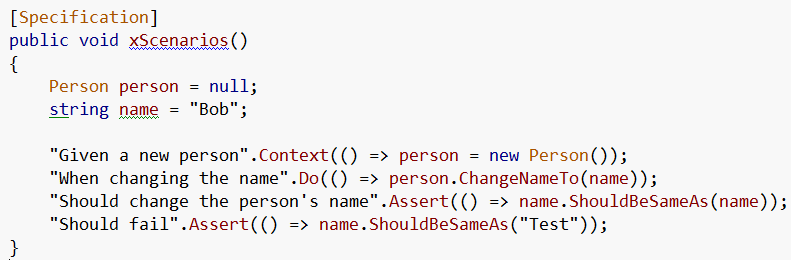 [Specification]
public void xScenarios()
{
    Person person = null;
    string name = "Bob";

    "Given a new person".Context(() => person = new Person());
    "When changing the name".Do(() => person.ChangeNameTo(name));
    "Should change the person's name".Assert(() => name.ShouldBeSameAs(name));
    "Should fail".Assert(() => name.ShouldBeSameAs("Test"));
}